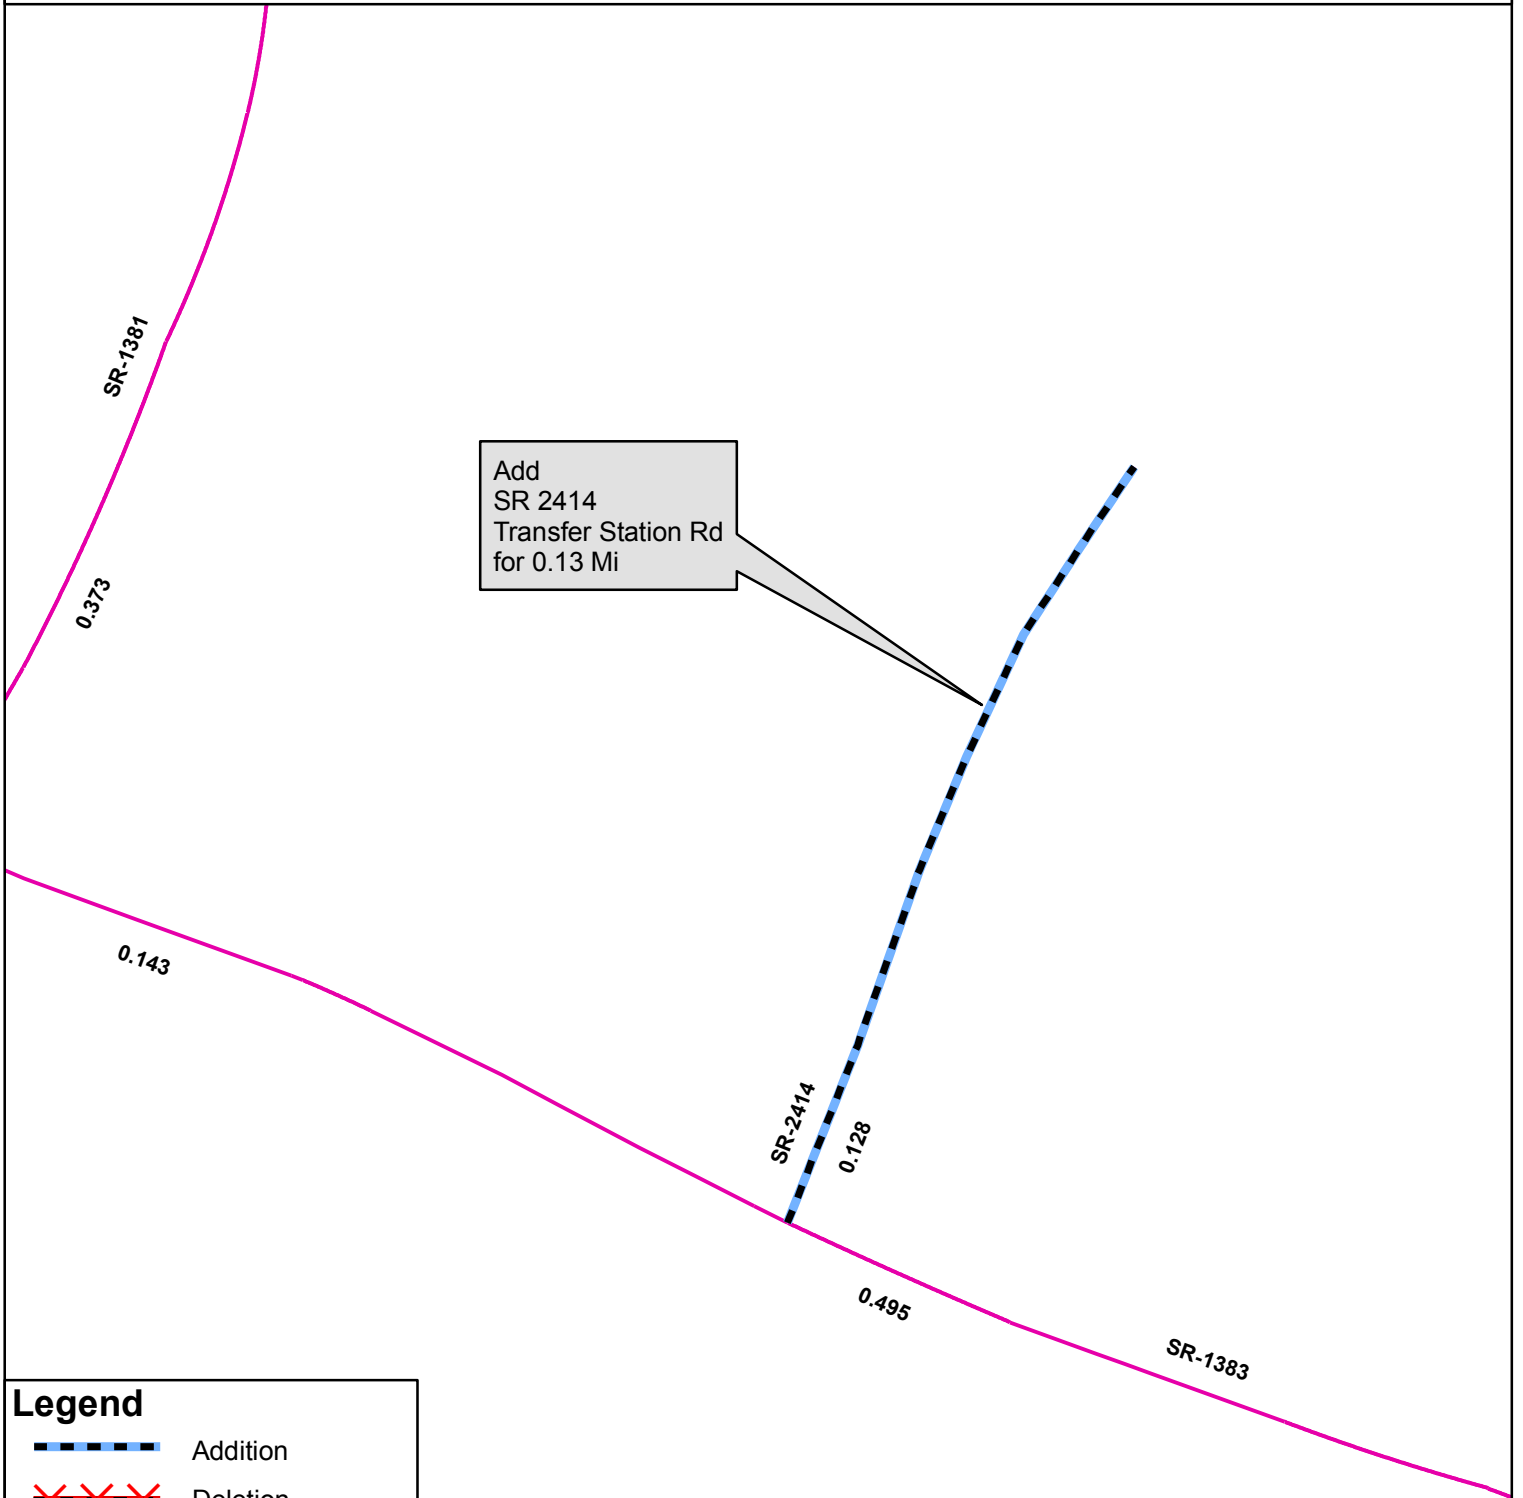 SR-1381
0.373
Add
SR 2414
Transfer Station Rd
for 0.13 Mi
0.143
SR-2414
0.128
0.495
SR-1383
Legend
Addition
Deletion